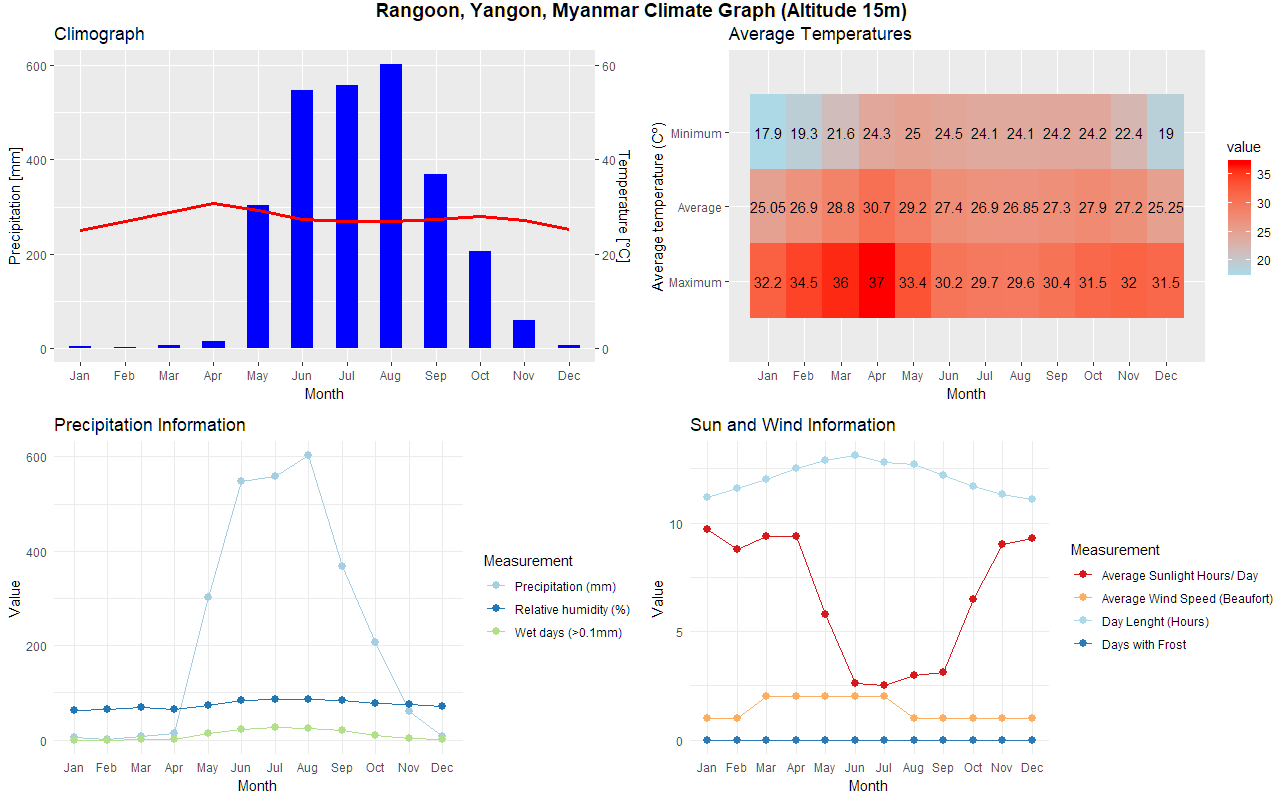 Rangoon, Yangon, Myanmar Climate Graph (Altitude 15m)
Climograph
Precipitation [mm]
600
400
200
0
60
40
20
0
Temperature [°C]
Jan Feb Mar Apr May Jun Jul Aug Sep Oct Nov Dec
Month
Average Temperatures
Average temperature (C°)
Minimum 17.9 19.3 21.6 24.3 25 24.5 24.1 24.1 24.2 24.2 22.4 19
Average 25.05 26.9 28.8 30.7 29.2 27.4 26.9 26.85 27.3 27.9 27.2 25.25
Maximum 32.2 34.5 36 37 33.4 30.2 29.7 29.6 30.4 31.5 32 31.5
Jan Feb Mar Apr May Jun Jul Aug Sep Oct Nov Dec
Month
value
35
30
25
20
Precipitation Information
Value
600
400
200
0
Jan Feb Mar Apr May Jun Jul Aug Sep Oct Nov Dec
Month
Measurement
Precipitation (mm)
Relative humidity (%)
Wet days (>0.1mm)
Sun and Wind Information
Value
10
5
0
Jan Feb Mar Apr May Jun Jul Aug Sep Oct Nov Dec
Month
Measurement
Average Sunlight Hours/ Day
Average Wind Speed (Beaufort)
Day Lenght (Hours)
Days with Frost